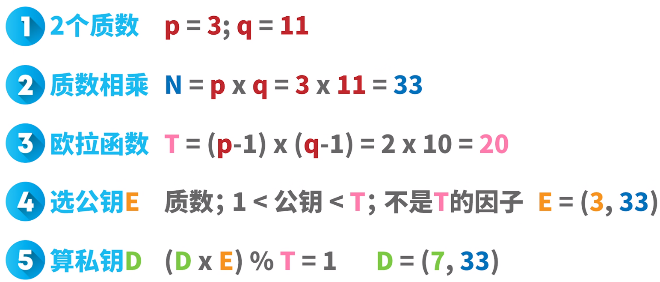 1 2个质数 p = 3; q = 11
2 质数相乘 N = p x q = 3 x 11 = 33
3 欧拉函数 T = (p-1) x (q-1) = 2 x 10 = 20
4 选公钥E 质数; 1 < 公钥 < T; 不是T的因子 E = (3, 33)
5 算私钥D (D x E) % T = 1 D = (7, 33)